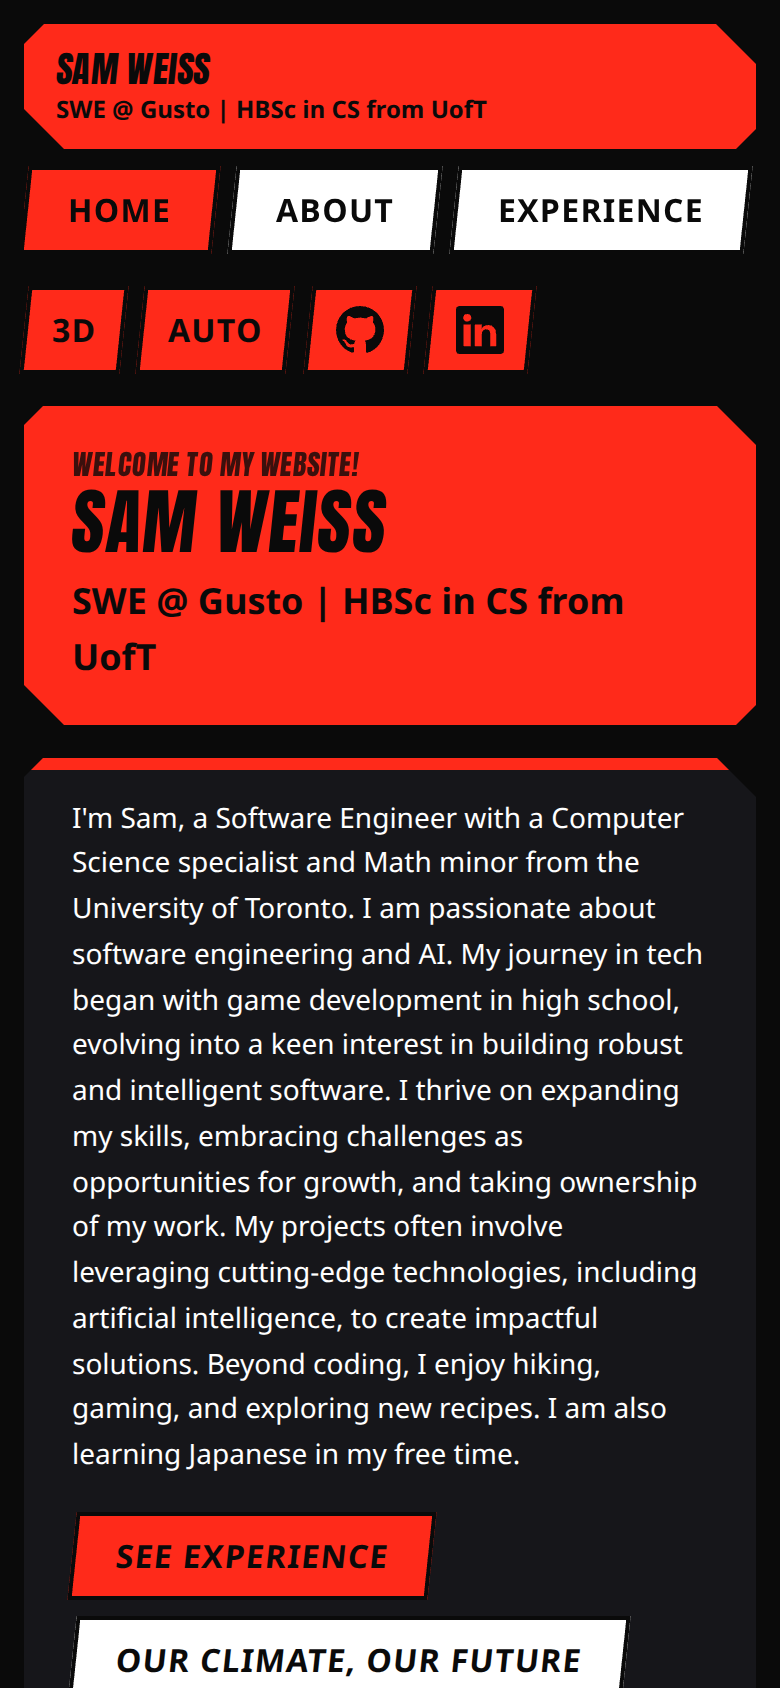 SAM WEISS
SWE @ Gusto | HBSc in CS from UofT
HOME ABOUT EXPERIENCE
3D AUTO in
WELCOME TO MY WEBSITE!
SAM WEISS
SWE @ Gusto | HBSc in CS from
UofT
I'm Sam, a Software Engineer with a Computer
Science specialist and Math minor from the
University of Toronto. I am passionate about
software engineering and AI. My journey in tech
began with game development in high school,
evolving into a keen interest in building robust
and intelligent software. I thrive on expanding
my skills, embracing challenges as
opportunities for growth, and taking ownership
of my work. My projects often involve
leveraging cutting-edge technologies, including
artificial intelligence, to create impactful
solutions. Beyond coding, I enjoy hiking,
gaming, and exploring new recipes. I am also
learning Japanese in my free time.
SEE EXPERIENCE
OUR CLIMATE, OUR FUTURE